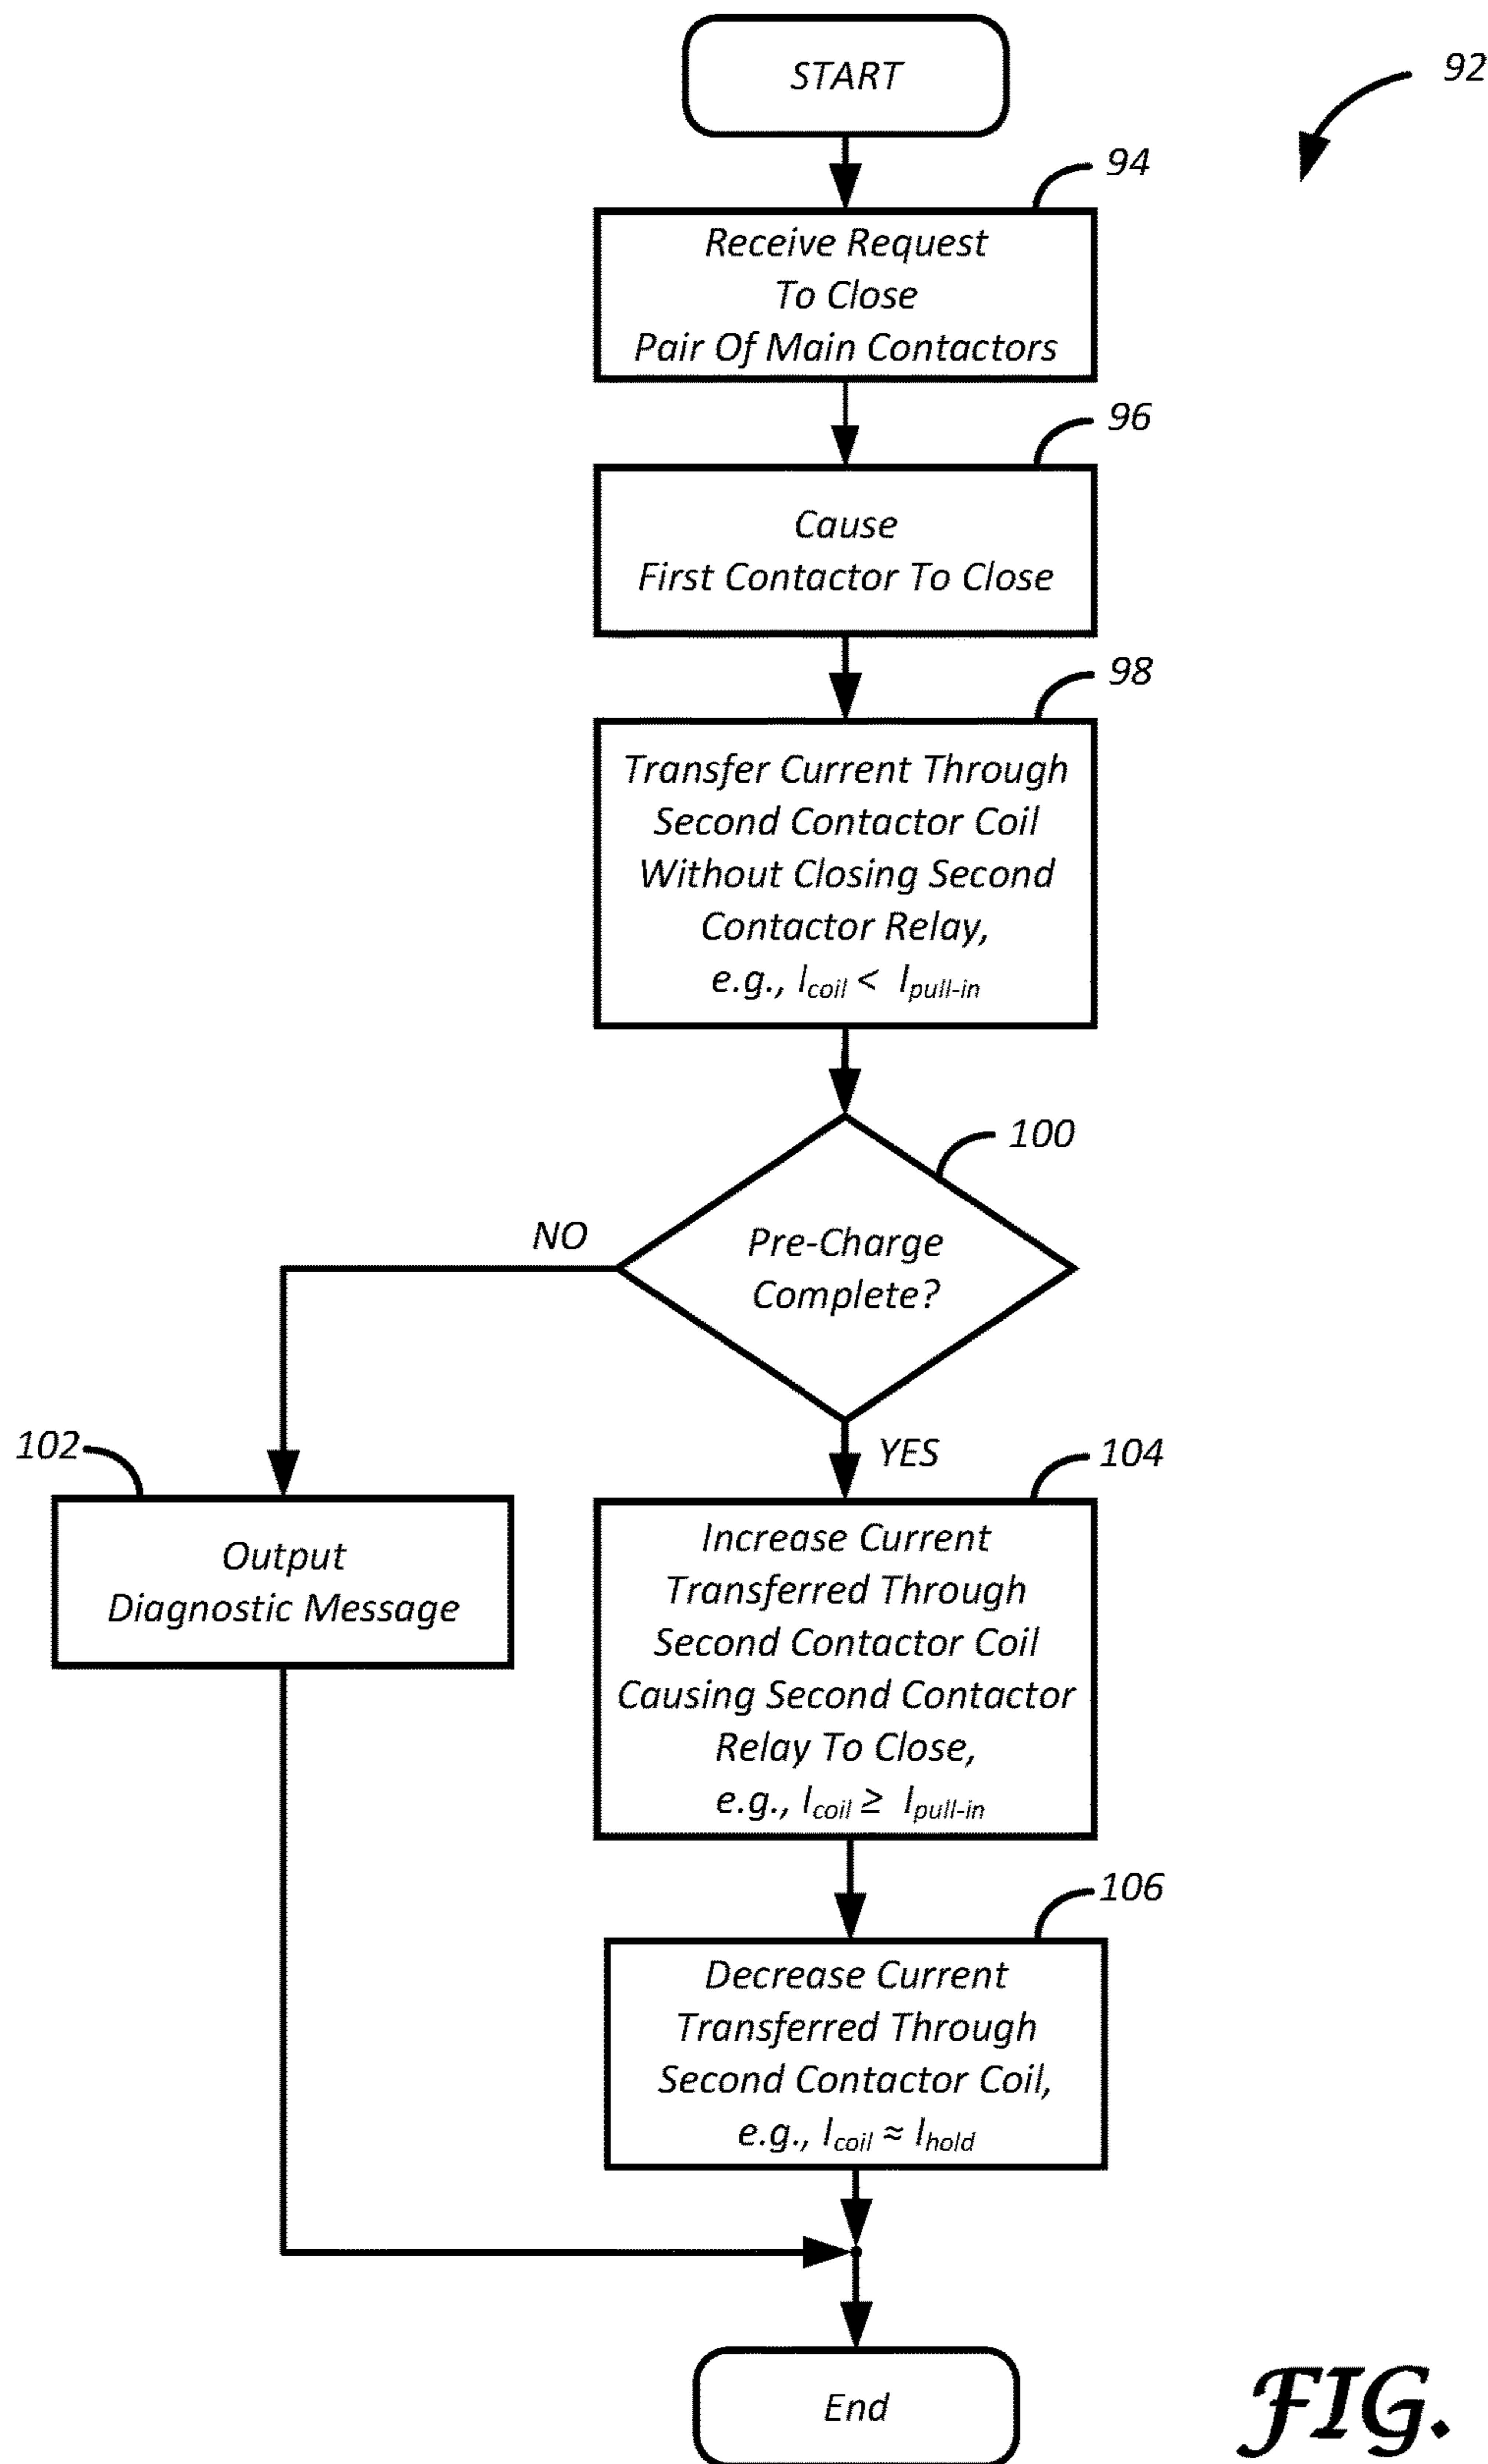 START
92
94
Receive Request
To Close
Pair Of Main Contactors
96
Cause
First Contactor To Close
98
Transfer Current Through
Second Contactor Coil
Without Closing Second
Contactor Relay,
e.g., Icoil < Ipull-in
100
Pre-Charge
Complete?
NO
YES
102
Output
Diagnostic Message
104
Increase Current
Transferred Through
Second Contactor Coil
Causing Second Contactor
Relay To Close,
e.g., Icoil ≥ Ipull-in
106
Decrease Current
Transferred Through
Second Contactor Coil,
e.g., Icoil ≈ Ihold
End
FIG.